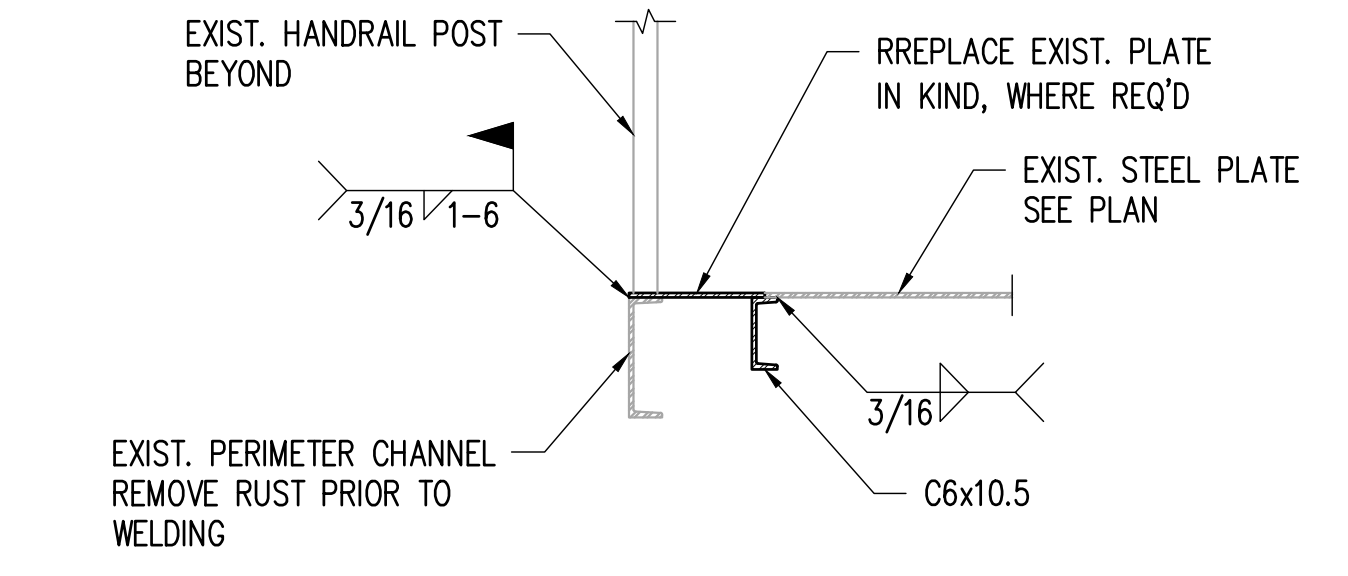 EXIST. HANDRAIL POST
BEYOND
RREPLACE EXIST. PLATE
IN KIND, WHERE REQ'D
EXIST. STEEL PLATE
SEE PLAN
3/16 1-6
3/16
EXIST. PERIMETER CHANNEL
REMOVE RUST PRIOR TO
WELDING
C6x10.5